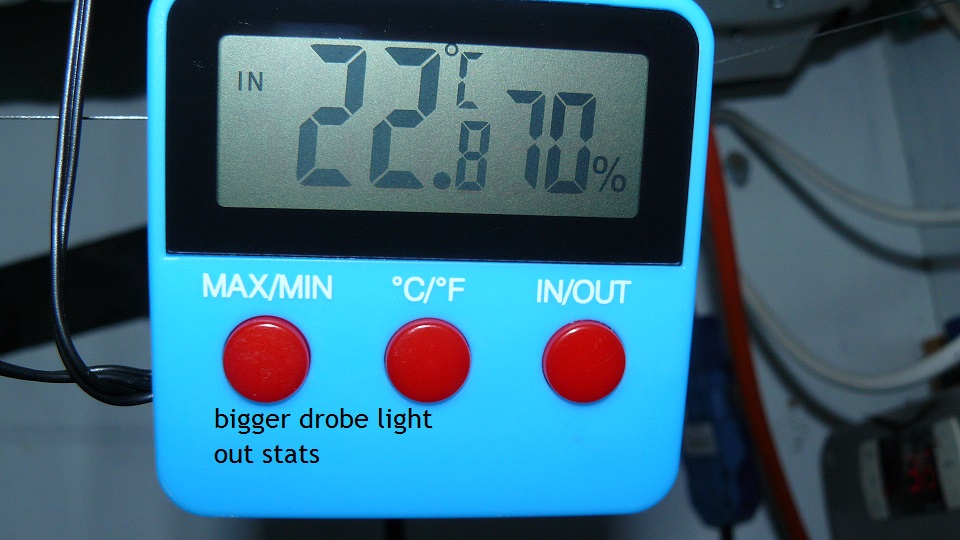 IN 22.8 °C 70%
MAX/MIN °C/°F IN/OUT
bigger drobe light
out stats